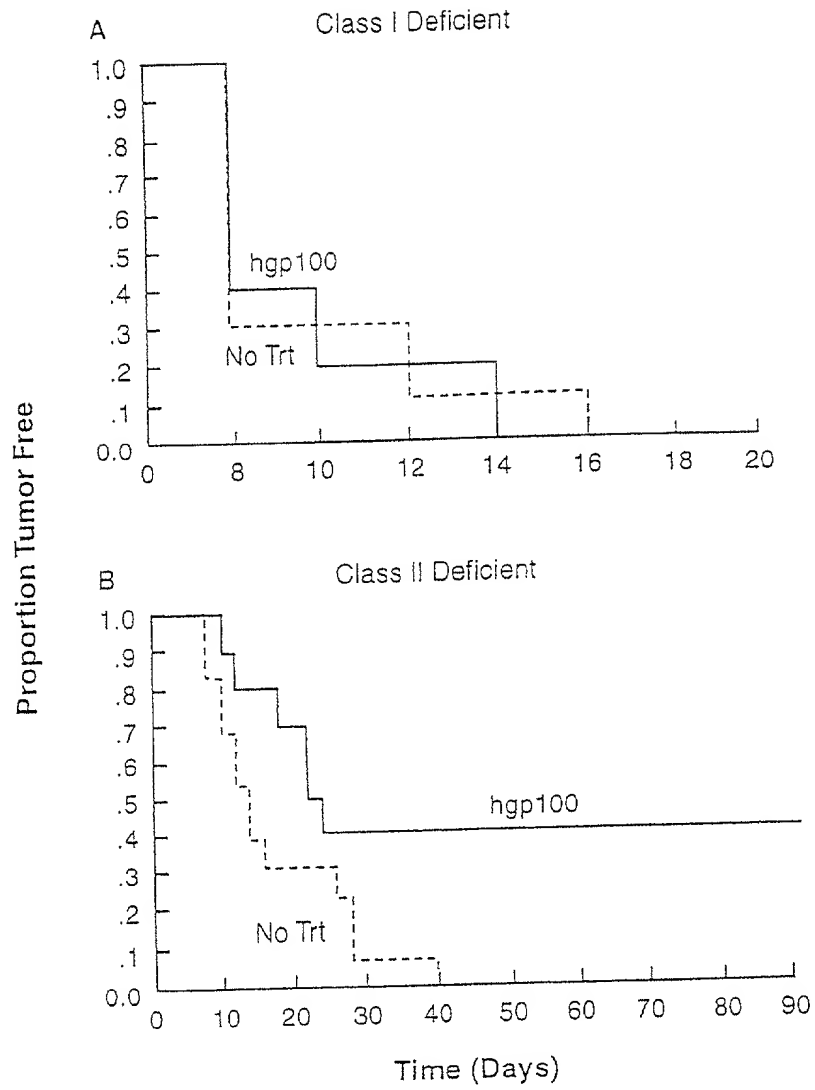 A
Class I Deficient
1.0
.9
.8
.7
.6
.5
.4
.3
.2
.1
0.0
hgp100
No Trt
0 8 10 12 14 16 18 20
Proportion Tumor Free
B
Class II Deficient
1.0
.9
.8
.7
.6
.5
.4
.3
.2
.1
0.0
hgp100
No Trt
0 10 20 30 40 50 60 70 80 90
Time (Days)